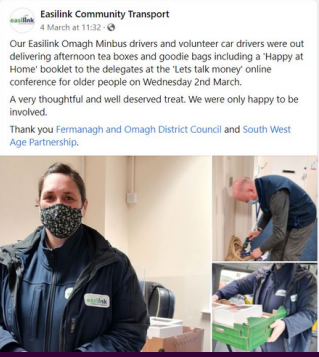 easilink
Easilink Community Transport
4 March at 11:32 ·
Our Easilink Omagh Minbus drivers and volunteer car drivers were out
delivering afternoon tea boxes and goodie bags including a 'Happy at
Home' booklet to the delegates at the 'Lets talk money' online
conference for older people on Wednesday 2nd March.
A very thoughtful and well deserved treat. We were only happy to be
involved.
Thank you Fermanagh and Omagh District Council and South West
Age Partnership.
easilink